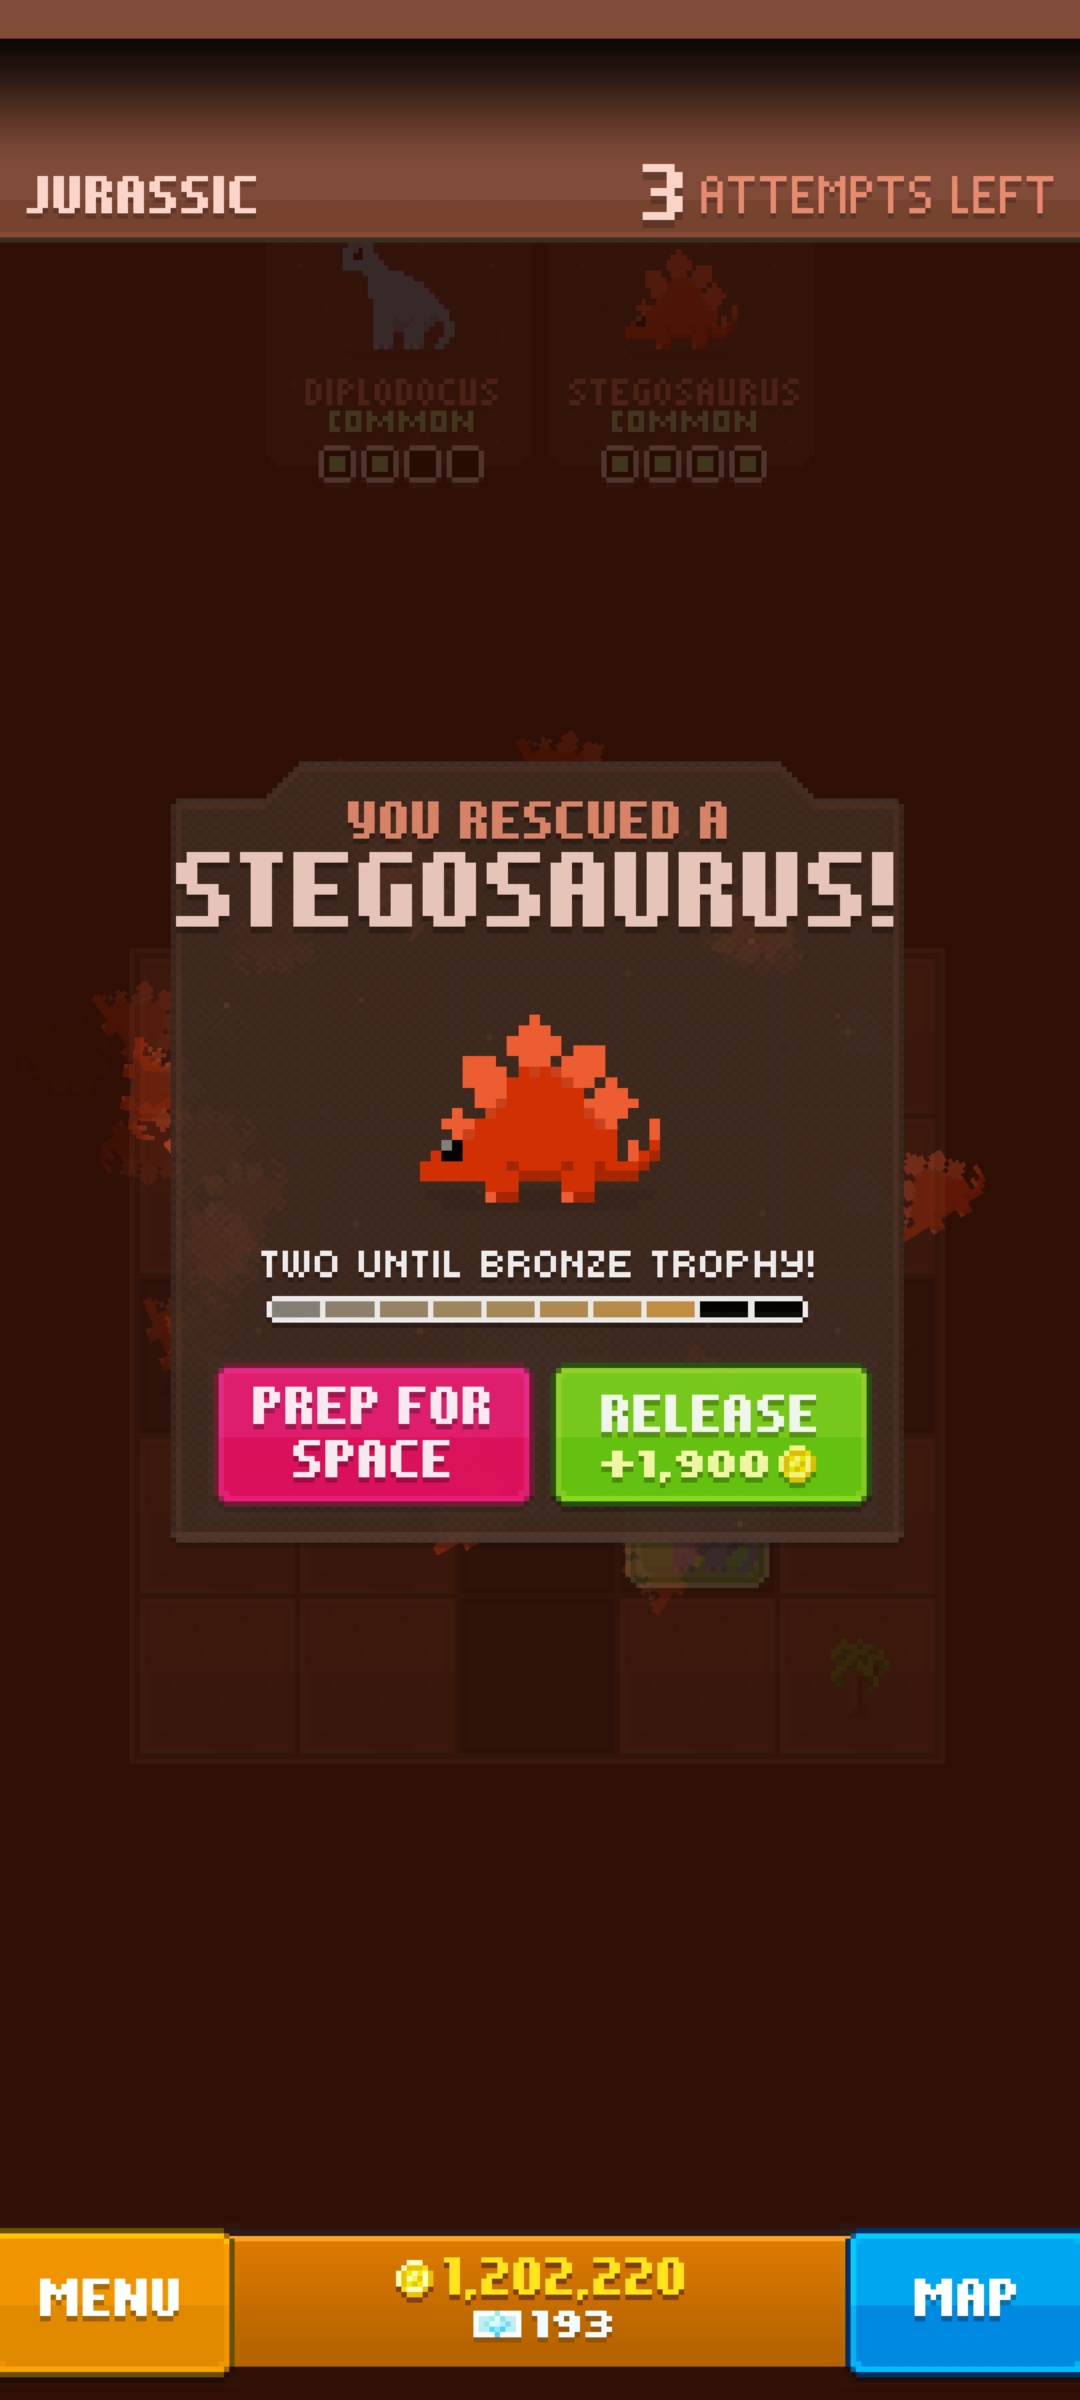 JURASSIC
3 ATTEMPTS LEFT
DIPLODOCUS
COMMON
STEGOSAURUS
COMMON
YOU RESCUED A
STEGOSAURUS!
TWO UNTIL BRONZE TROPHY!
PREP FOR
SPACE
RELEASE
+1,900
MENU
1,202,220
193
MAP